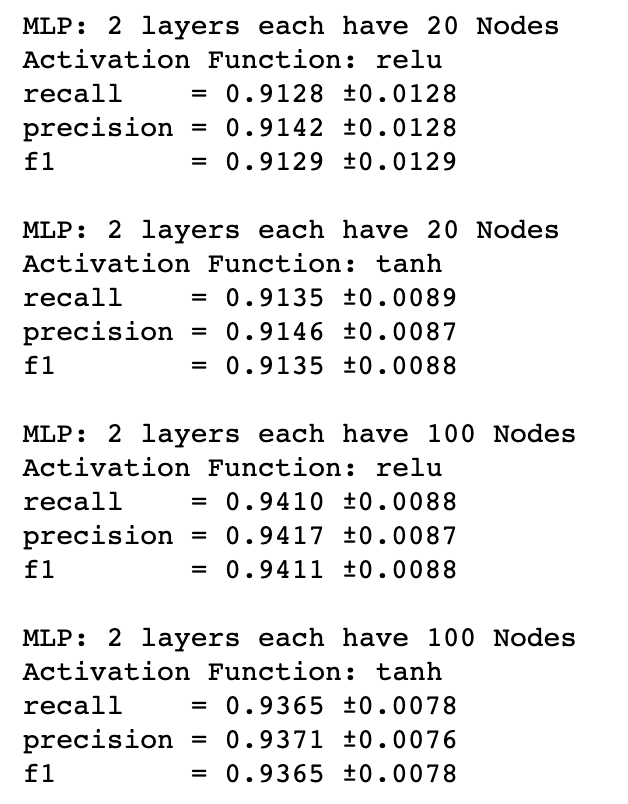 MLP: 2 layers each have 20 Nodes
Activation Function: relu
recall    = 0.9128 ±0.0128
precision = 0.9142 ±0.0128
f1        = 0.9129 ±0.0129

MLP: 2 layers each have 20 Nodes
Activation Function: tanh
recall    = 0.9135 ±0.0089
precision = 0.9146 ±0.0087
f1        = 0.9135 ±0.0088

MLP: 2 layers each have 100 Nodes
Activation Function: relu
recall    = 0.9410 ±0.0088
precision = 0.9417 ±0.0087
f1        = 0.9411 ±0.0088

MLP: 2 layers each have 100 Nodes
Activation Function: tanh
recall    = 0.9365 ±0.0078
precision = 0.9371 ±0.0076
f1        = 0.9365 ±0.0078